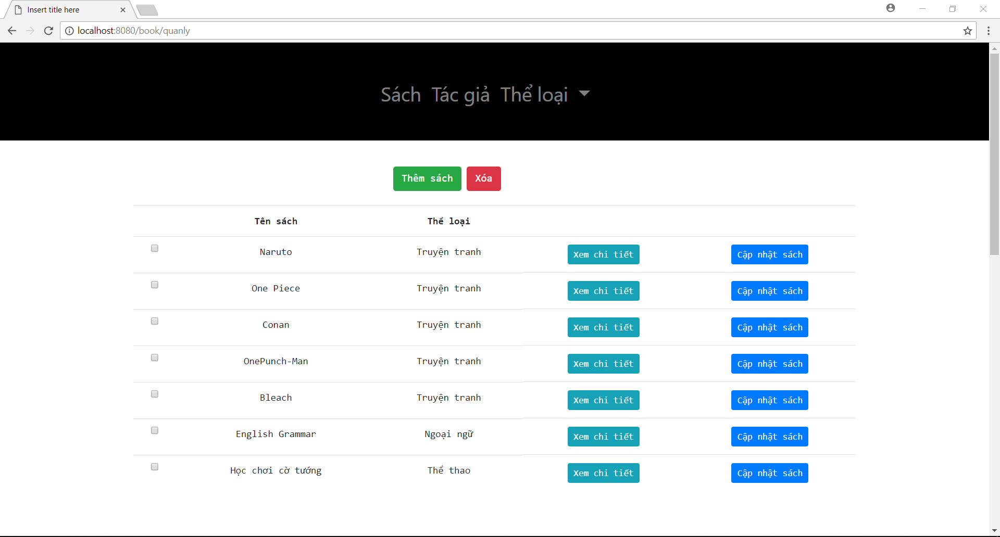 Insert title here
localhost:8080/book/quanly
Sách Tác giả Thể loại
Thêm sách Xóa
Tên sách Thể loại
Naruto Truyện tranh Xem chi tiết Cập nhật sách
One Piece Truyện tranh Xem chi tiết Cập nhật sách
Conan Truyện tranh Xem chi tiết Cập nhật sách
OnePunch-Man Truyện tranh Xem chi tiết Cập nhật sách
Bleach Truyện tranh Xem chi tiết Cập nhật sách
English Grammar Ngoại ngữ Xem chi tiết Cập nhật sách
Học chơi cờ tướng Thể thao Xem chi tiết Cập nhật sách